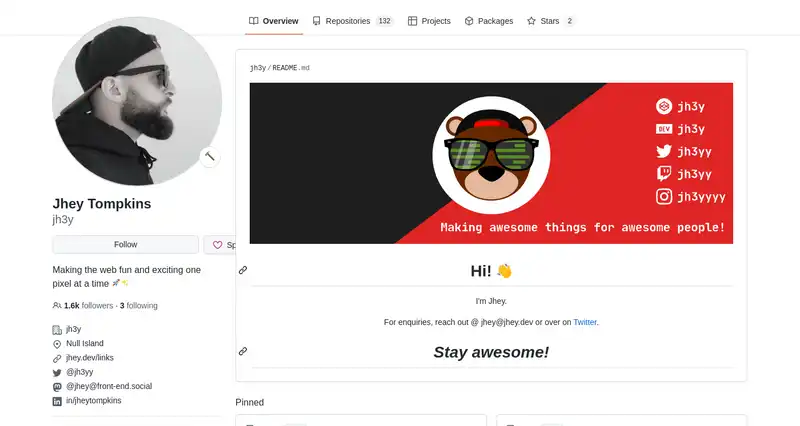 Overview
Repositories 132
Projects
Packages
Stars 2
jh3y/README.md
jh3y
DEV jh3y
jh3yy
jh3yy
jh3yyyy
Making awesome things for awesome people!
Jhey Tompkins
jh3y
Follow
Sp
Making the web fun and exciting one
pixel at a time 🚀✨
1.6k followers · 3 following
jh3y
Null Island
jhey.dev/links
@jh3yy
@jhey@front-end.social
in/jheytompkins
Hi! 👋
I'm Jhey.
For enquiries, reach out @ jhey@jhey.dev or over on Twitter.
Stay awesome!
Pinned